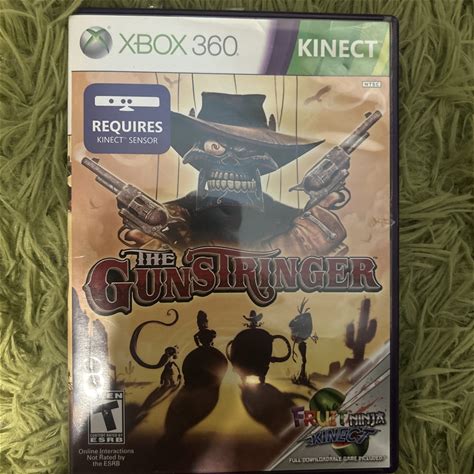 XBOX 360
KINECT
NTSC
REQUIRES
KINECT SENSOR
THE
GUNSTRINGER
TEEN
T
ESRB
Online Interactions
Not Rated by
the ESRB
FRUIT NINJA
KINECT
FULL DOWNLOADABLE GAME INCLUDED!